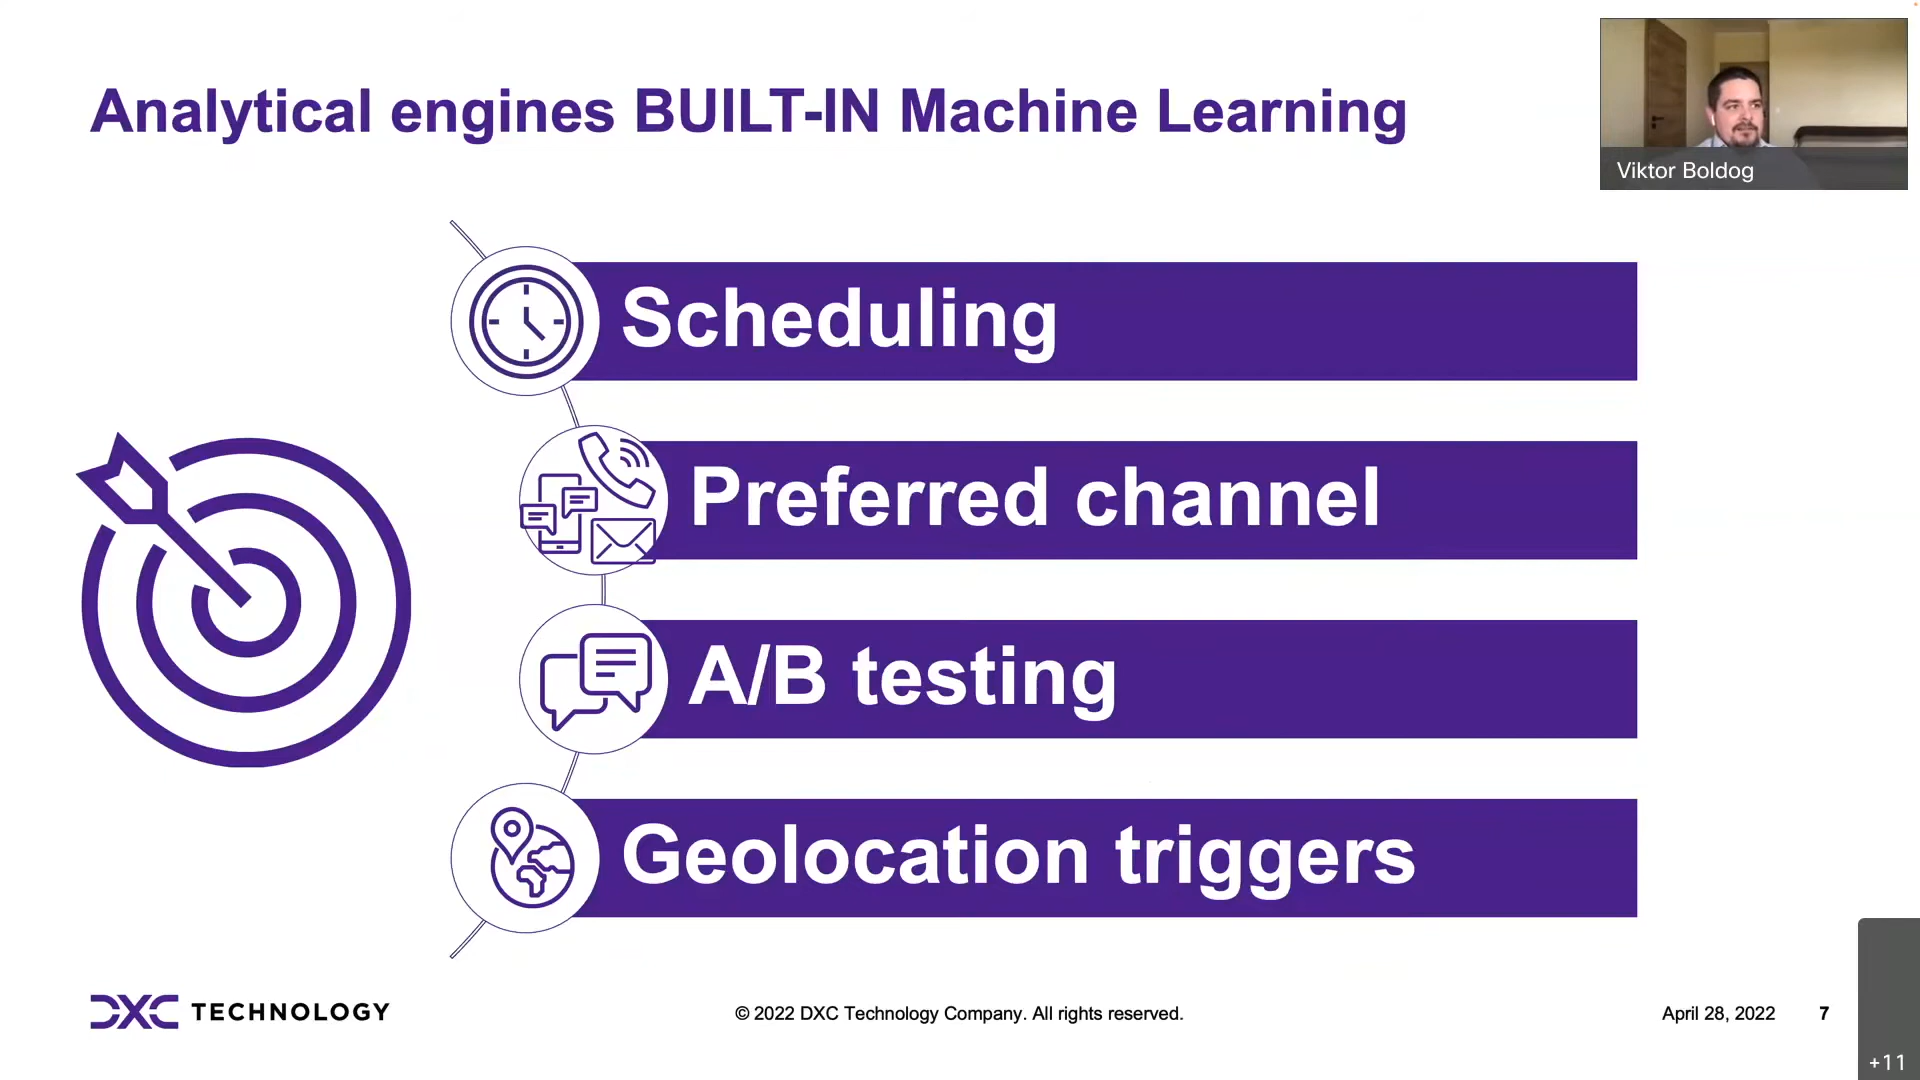 Analytical engines BUILT-IN Machine Learning
Viktor Boldog
Scheduling
Preferred channel
A/B testing
Geolocation triggers
DXC TECHNOLOGY
© 2022 DXC Technology Company. All rights reserved.
April 28, 2022
7
+11